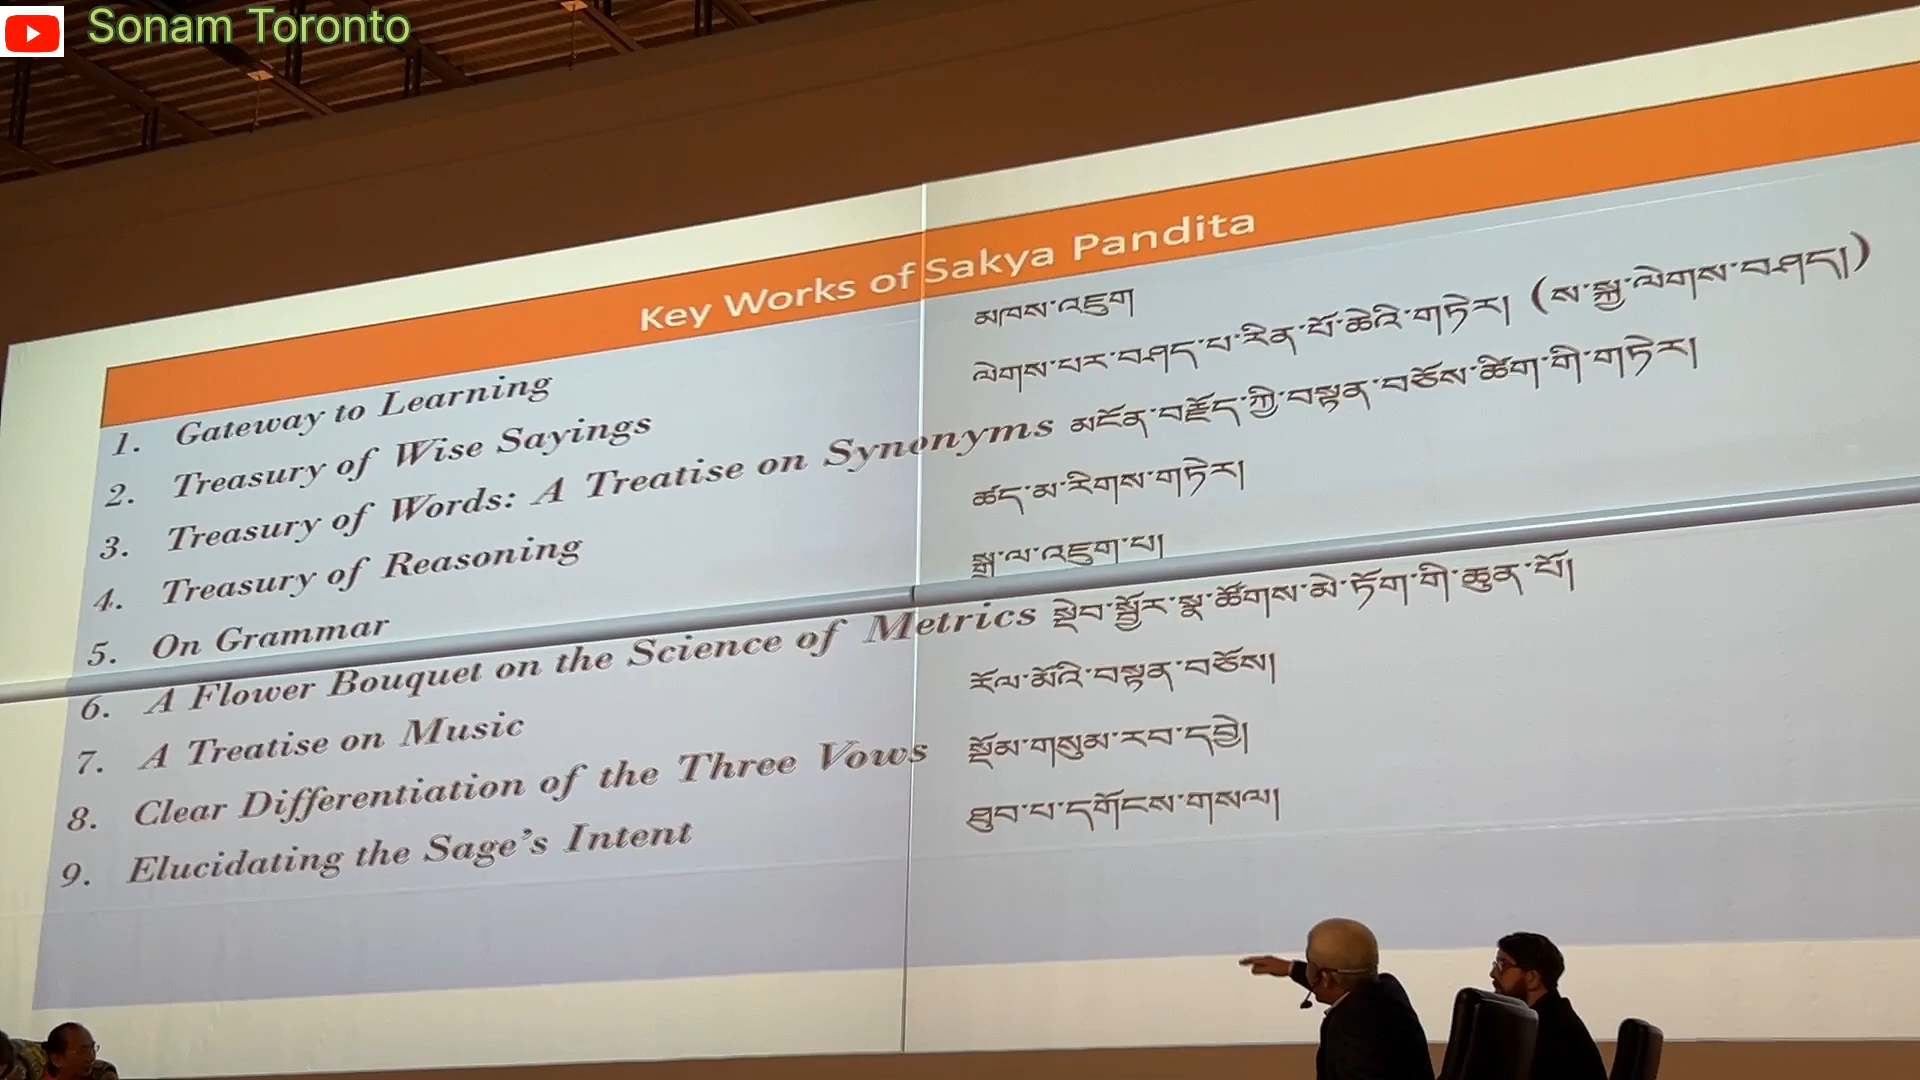 Sonam Toronto
Key Works of Sakya Pandita
1. Gateway to Learning མཁས་འཇུག
2. Treasury of Wise Sayings ལེགས་པར་བཤད་པ་རིན་པོ་ཆེའི་གཏེར། (ས་སྐྱ་ལེགས་བཤད།)
3. Treasury of Words: A Treatise on Synonyms མངོན་བརྗོད་ཀྱི་བསྟན་བཅོས་ཚིག་གི་གཏེར།
4. Treasury of Reasoning ཚད་མ་རིགས་གཏེར།
5. On Grammar སྒྲ་ལ་འཇུག་པ།
6. A Flower Bouquet on the Science of Metrics སྡེབ་སྦྱོར་སྣ་ཚོགས་མེ་ཏོག་གི་ཆུན་པོ།
7. A Treatise on Music རོལ་མོའི་བསྟན་བཅོས།
8. Clear Differentiation of the Three Vows སྡོམ་གསུམ་རབ་དབྱེ།
9. Elucidating the Sage’s Intent ཐུབ་པ་དགོངས་གསལ།